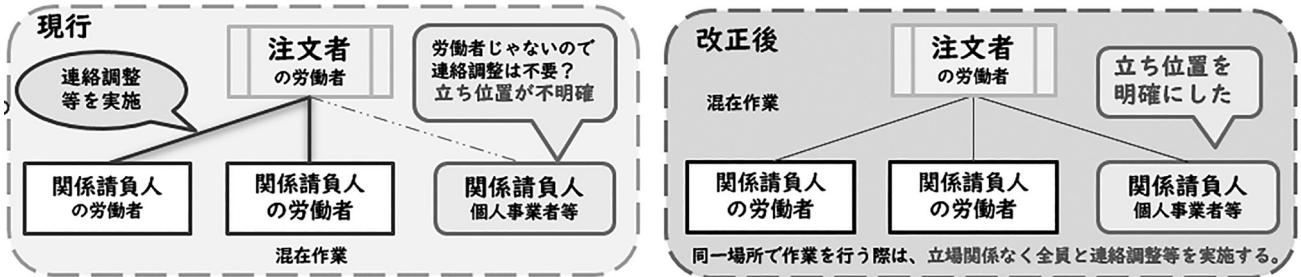 現行
連絡調整
等を実施
注文者
の労働者
労働者じゃないので
連絡調整は不要？
立ち位置が不明確
関係請負人
の労働者
関係請負人
の労働者
関係請負人
個人事業者等
混在作業
改正後
混在作業
注文者
の労働者
立ち位置を
明確にした
関係請負人
の労働者
関係請負人
の労働者
関係請負人
個人事業者等
同一場所で作業を行う際は、立場関係なく全員と連絡調整等を実施する。